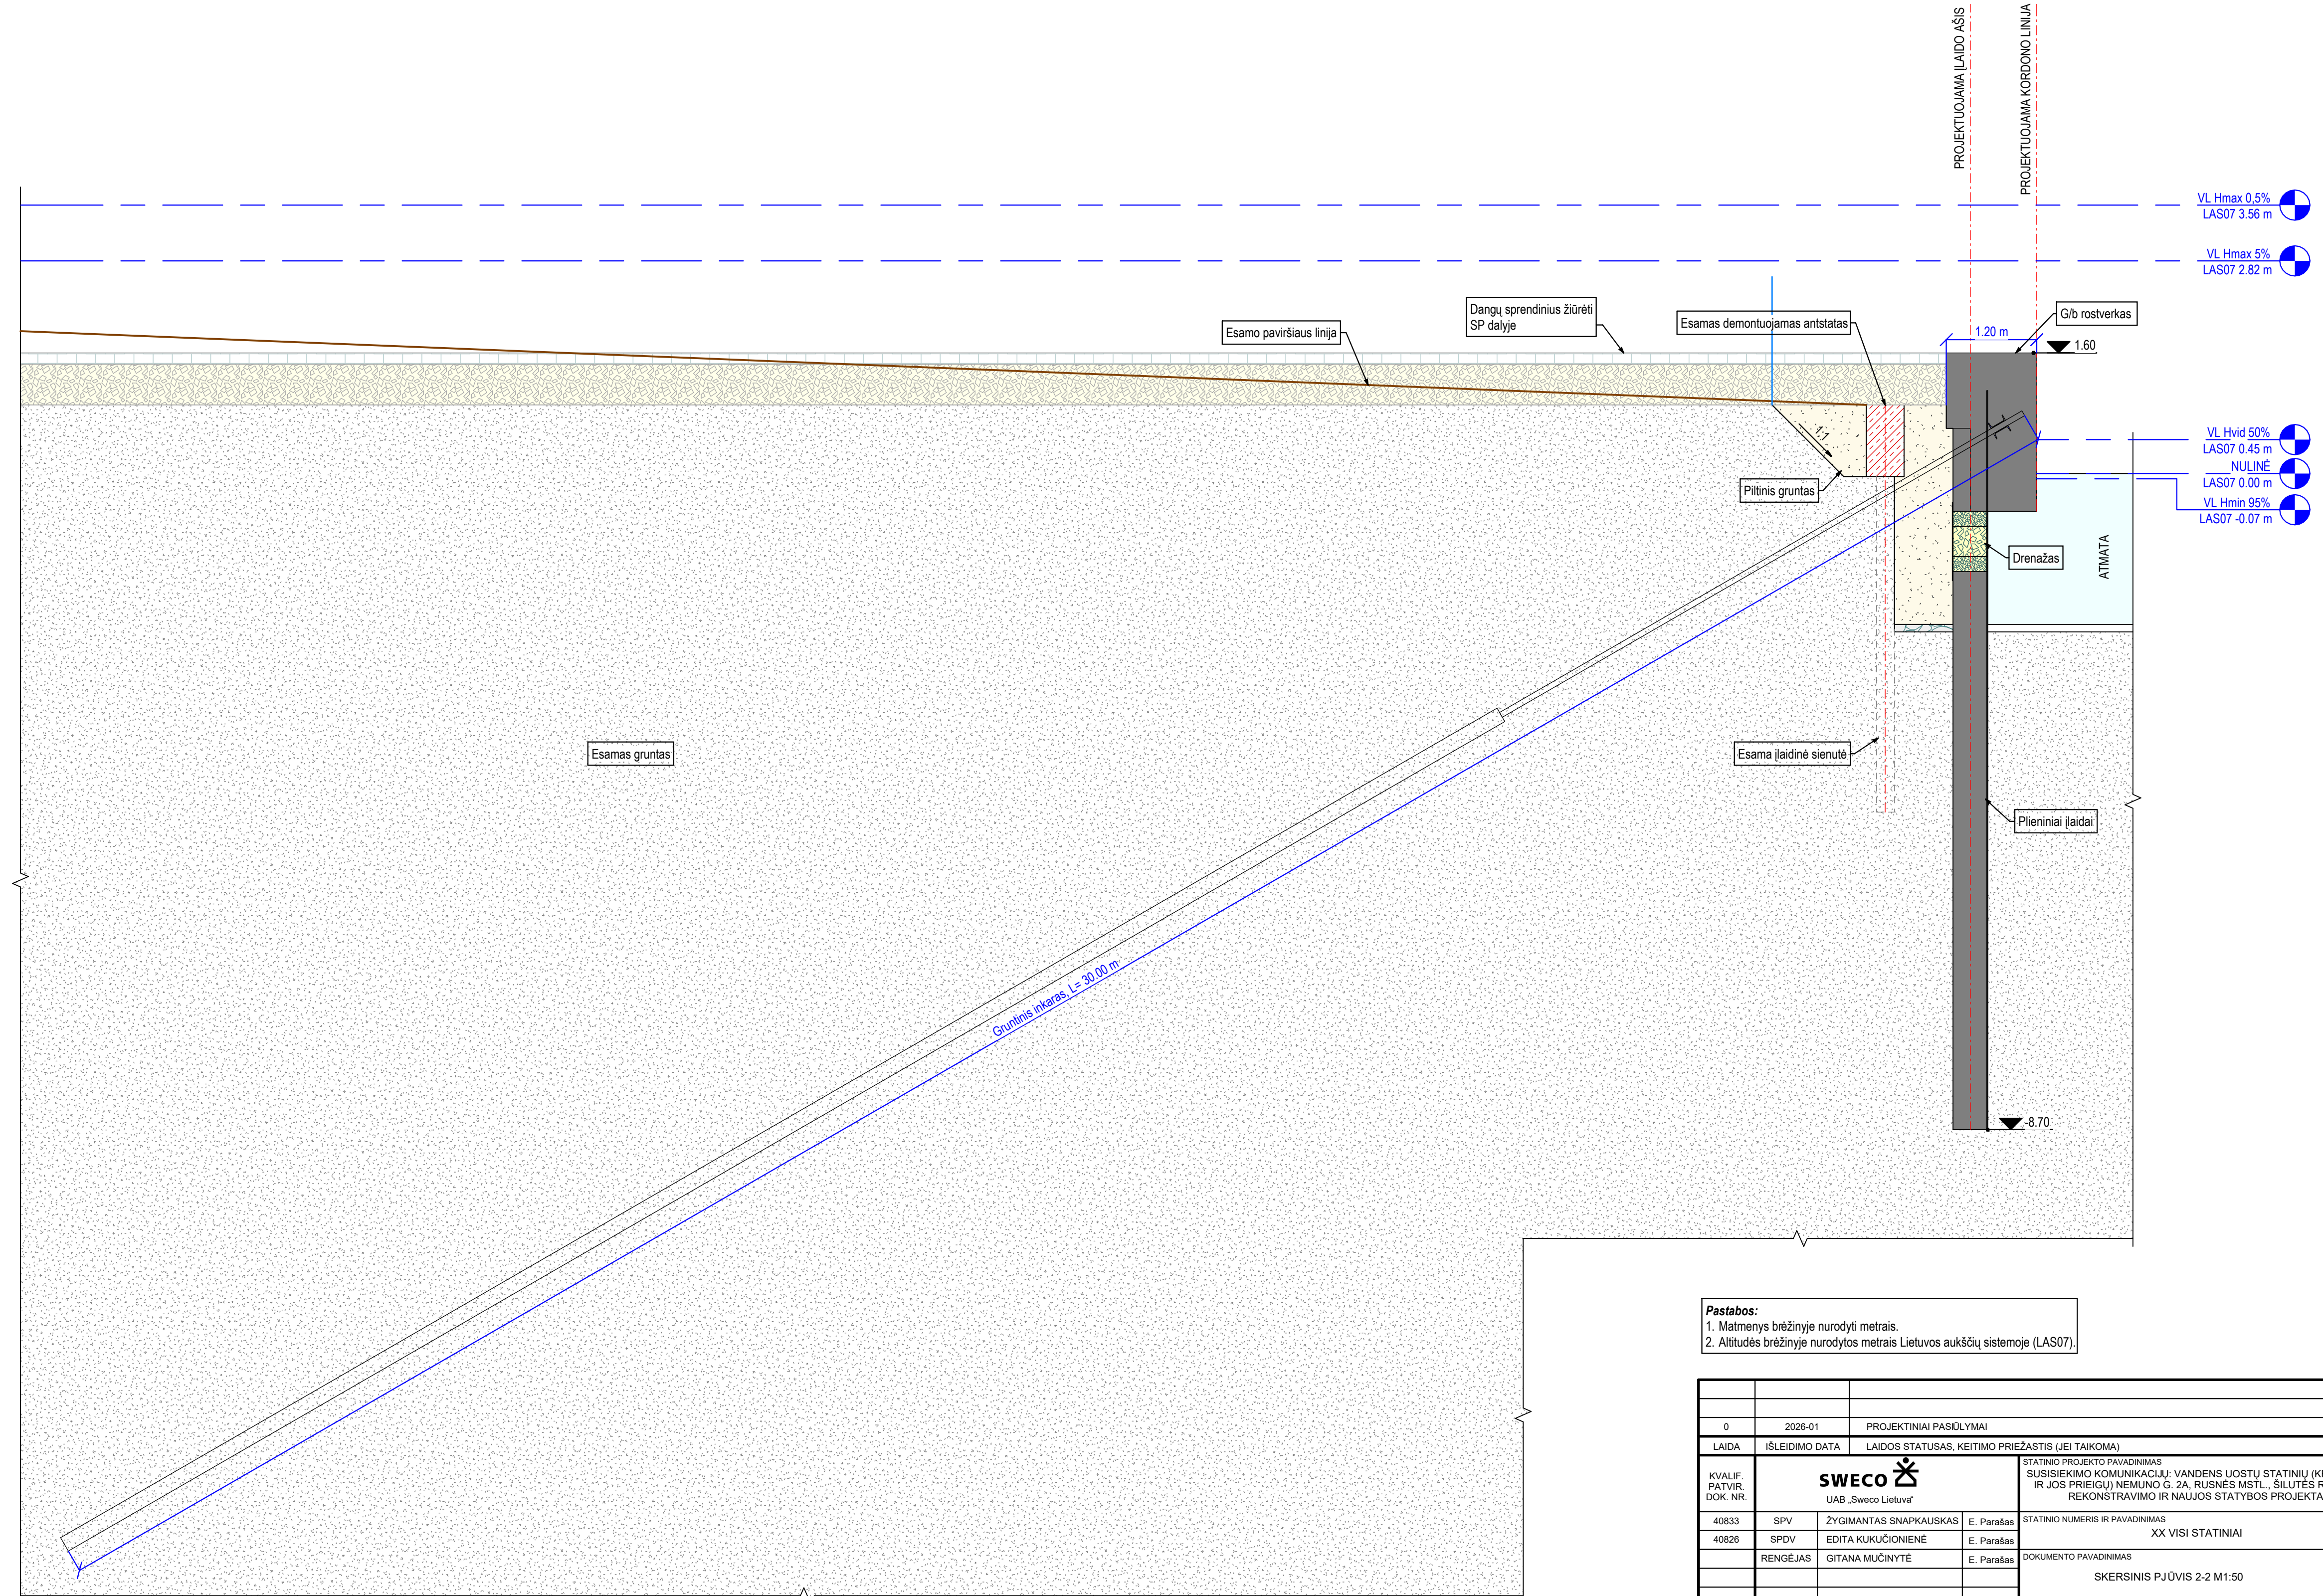 PROJEKTUOJAMA ĮLAIDO AŠIS
PROJEKTUOJAMA KORDONO LINIJA
VL Hmax 0,5%
LAS07 3.56 m
VL Hmax 5%
LAS07 2.82 m
Esamo paviršiaus linija
Dangų sprendinius žiūrėti
SP dalyje
Esamas demontuojamas antstatas
1.20 m
G/b rostverkas
1.60
1:1
Piltinis gruntas
VL Hvid 50%
LAS07 0.45 m
NULINĖ
LAS07 0.00 m
VL Hmin 95%
LAS07 -0.07 m
Drenažas
ATMATA
Esamas gruntas
Esama įlaidinė sienutė
Plieniniai įlaidai
Gruntinis inkaras, L= 30.00 m
-8.70
Pastabos:
1. Matmenys brėžinyje nurodyti metrais.
2. Altitudės brėžinyje nurodytos metrais Lietuvos aukščių sistemoje (LAS07).
0 2026-01 PROJEKTINIAI PASIŪLYMAI
LAIDA IŠLEIDIMO DATA LAIDOS STATUSAS, KEITIMO PRIEŽASTIS (JEI TAIKOMA)
KVALIF.
PATVIR.
DOK. NR.
SWECO
UAB „Sweco Lietuva“
STATINIO PROJEKTO PAVADINIMAS
SUSISIEKIMO KOMUNIKACIJŲ: VANDENS UOSTŲ STATINIŲ
IR JOS PRIEIGŲ) NEMUNO G. 2A, RUSNĖS MSTL., ŠILUTĖS
REKONSTRAVIMO IR NAUJOS STATYBOS
40833 SPV ŽYGIMANTAS SNAPKAUSKAS E. Parašas
STATINIO NUMERIS IR PAVADINIMAS
XX VISI STATINIAI
40826 SPDV EDITA KUKUČIONIENĖ E. Parašas
RENGĖJAS GITANA MUČINYTĖ E. Parašas
DOKUMENTO PAVADINIMAS
SKERSINIS PJŪVIS 2-2 M1:50